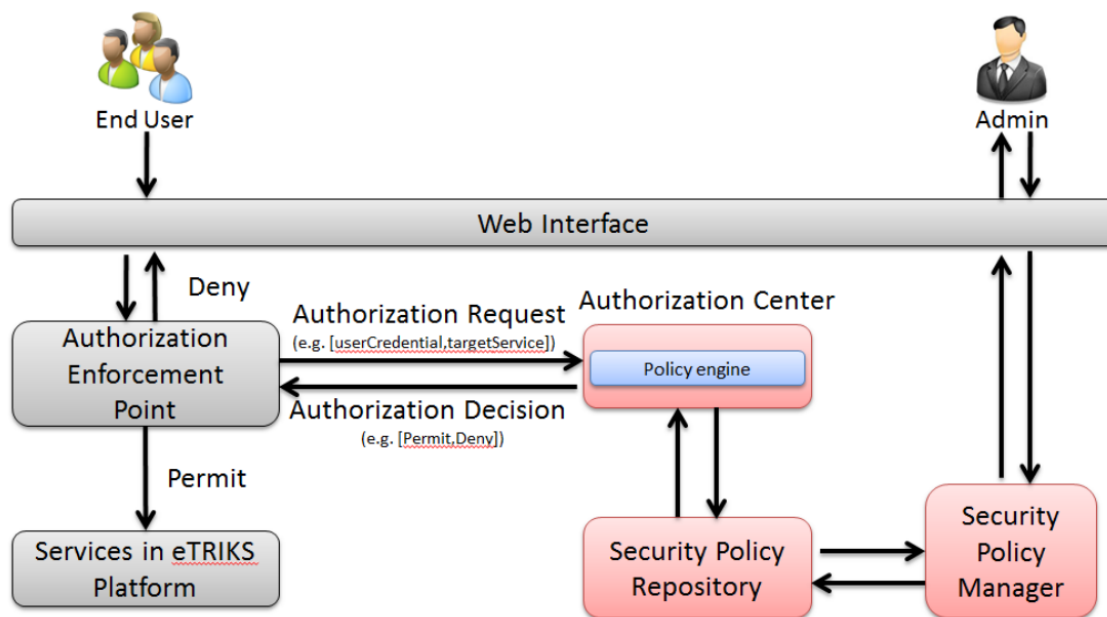 End User
Admin
Web Interface
Deny
Authorization Request
(e.g. [userCredential,targetService])
Authorization Center
Authorization
Enforcement
Point
Policy engine
Authorization Decision
(e.g. [Permit,Deny])
Permit
Services in eTRIKS
Platform
Security Policy
Repository
Security
Policy
Manager